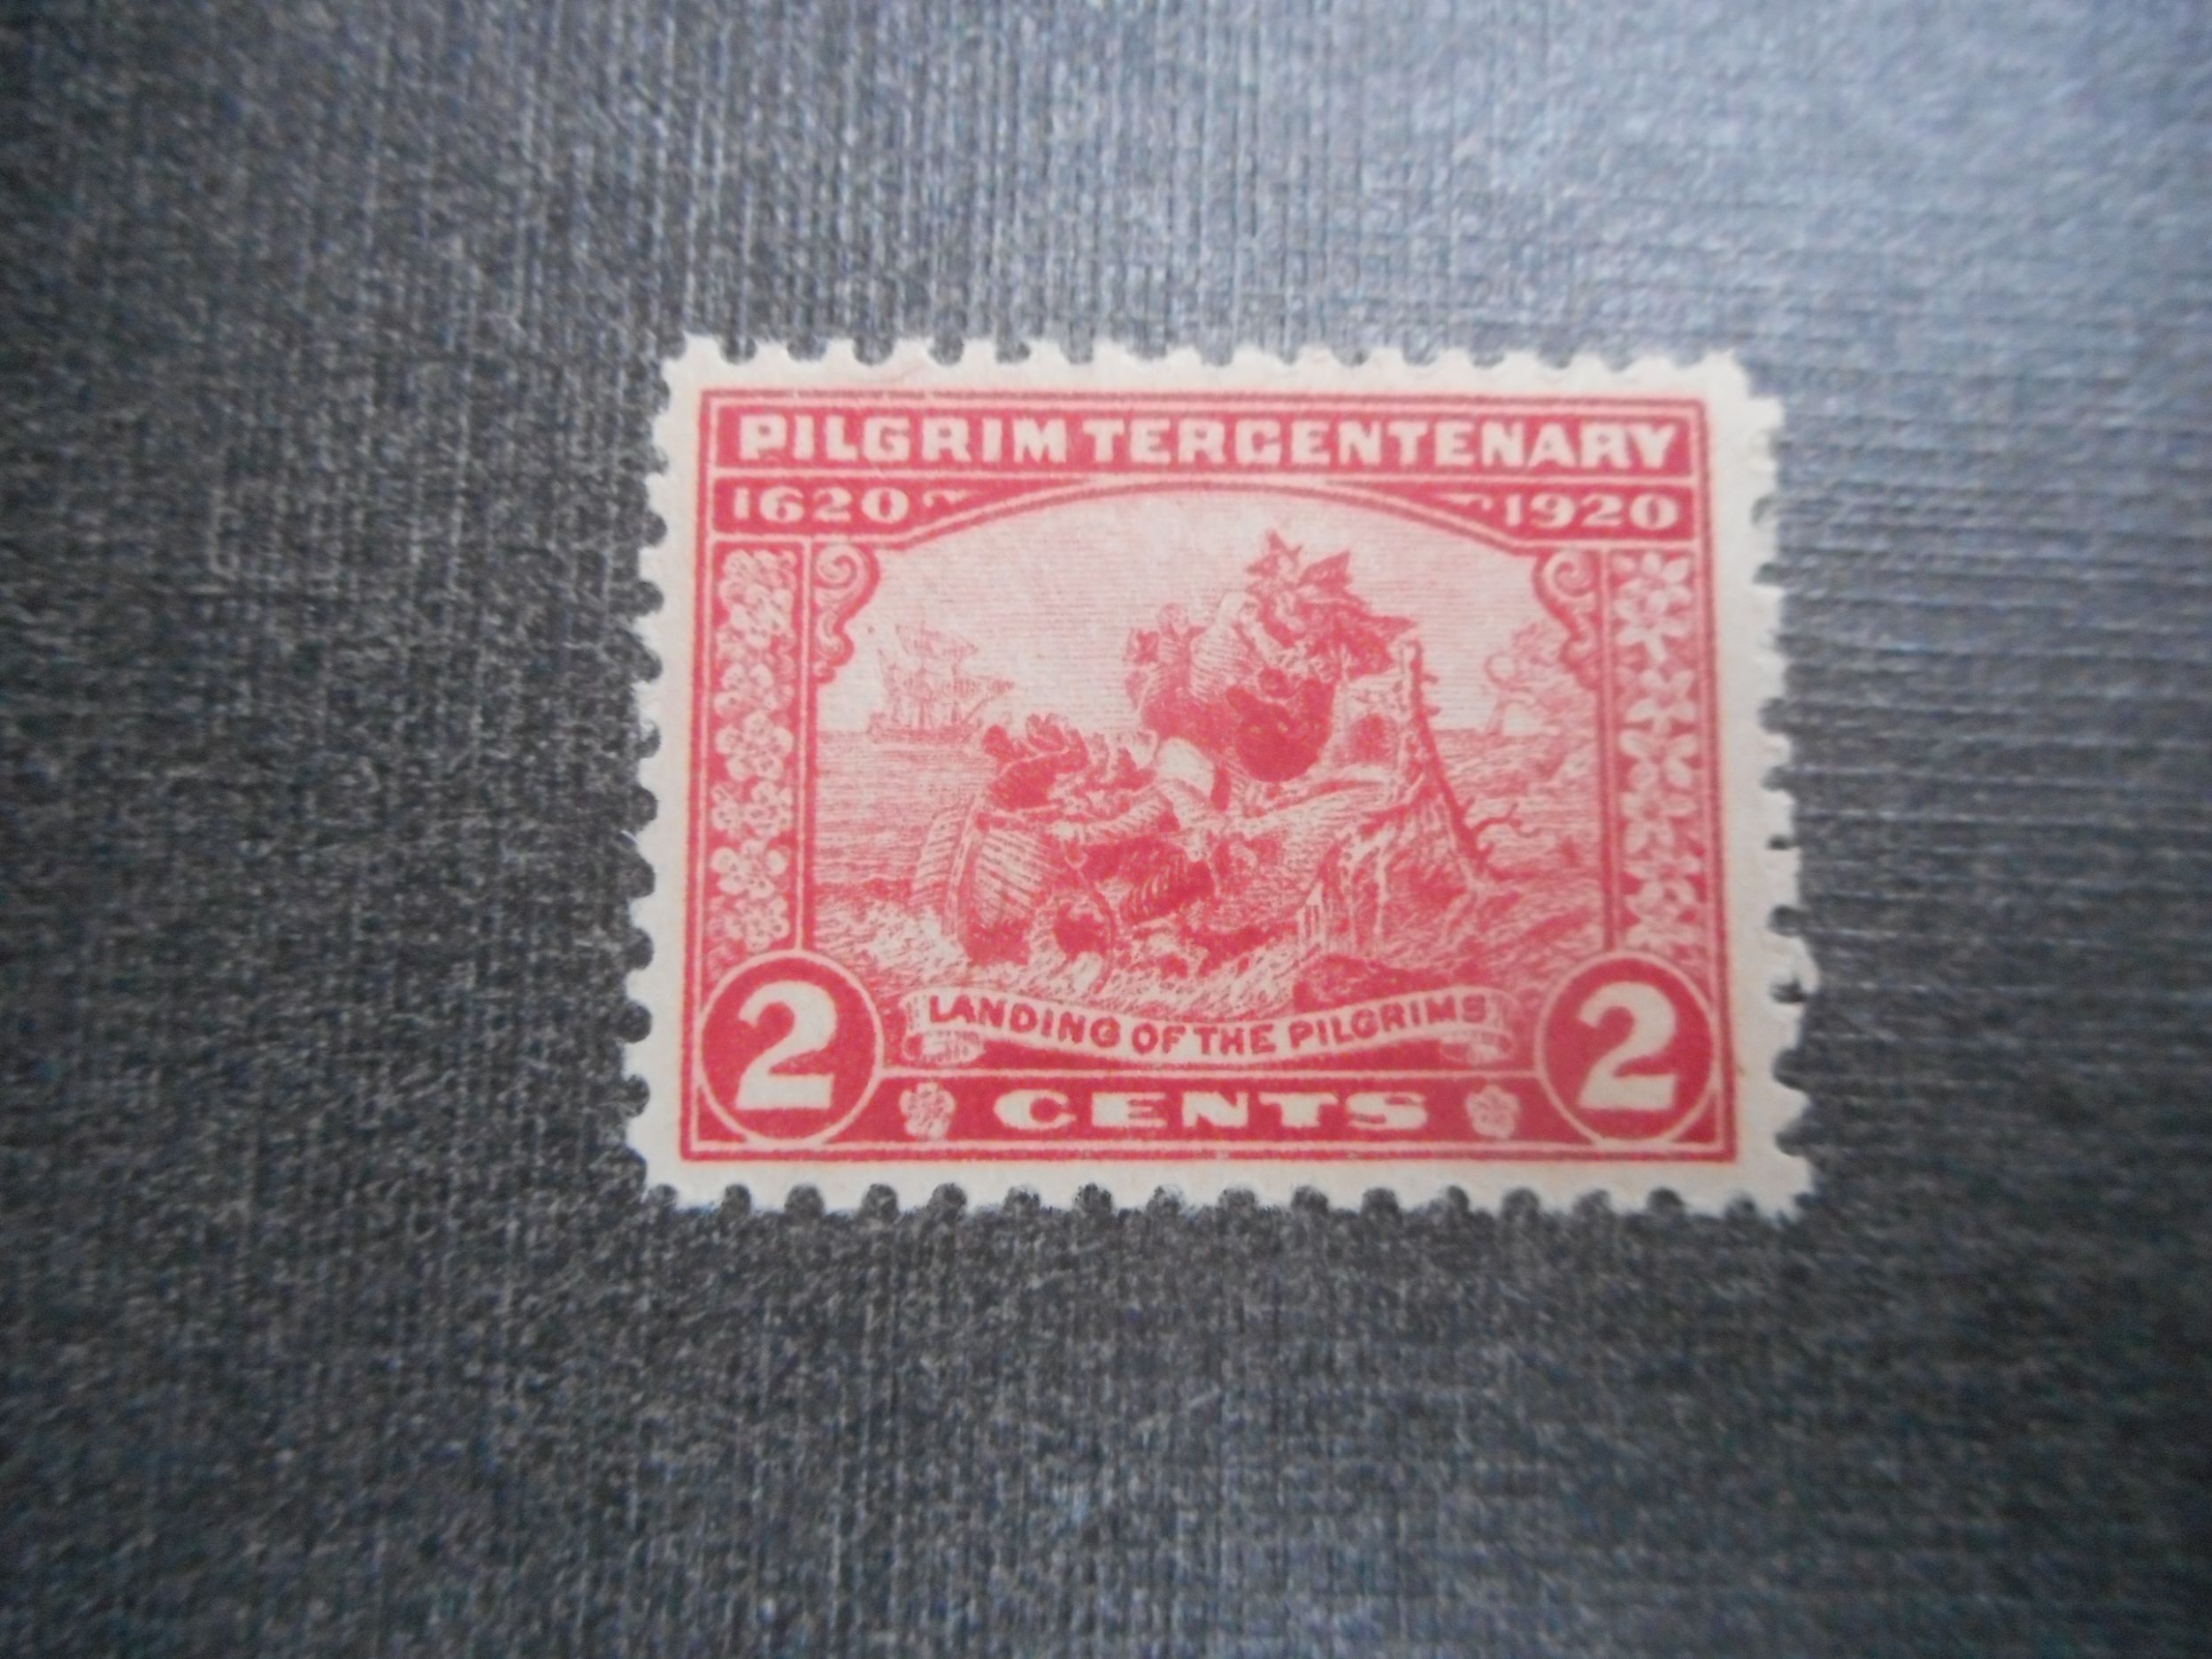 PILGRIM TERCENTENARY
1620 1920
LANDING OF THE PILGRIMS
2 CENTS 2